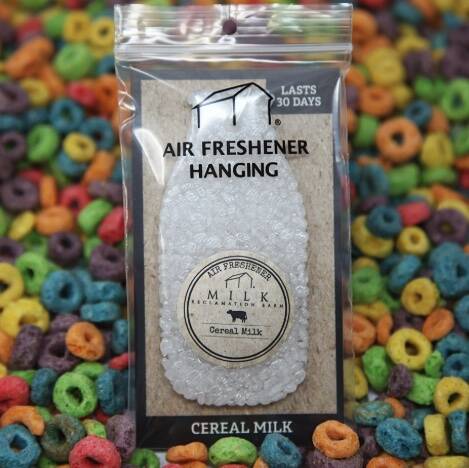 LASTS
30 DAYS
®
AIR FRESHENER
HANGING
AIR FRESHENER
MILK
RECLAMATION BARN
Cereal Milk
CEREAL MILK